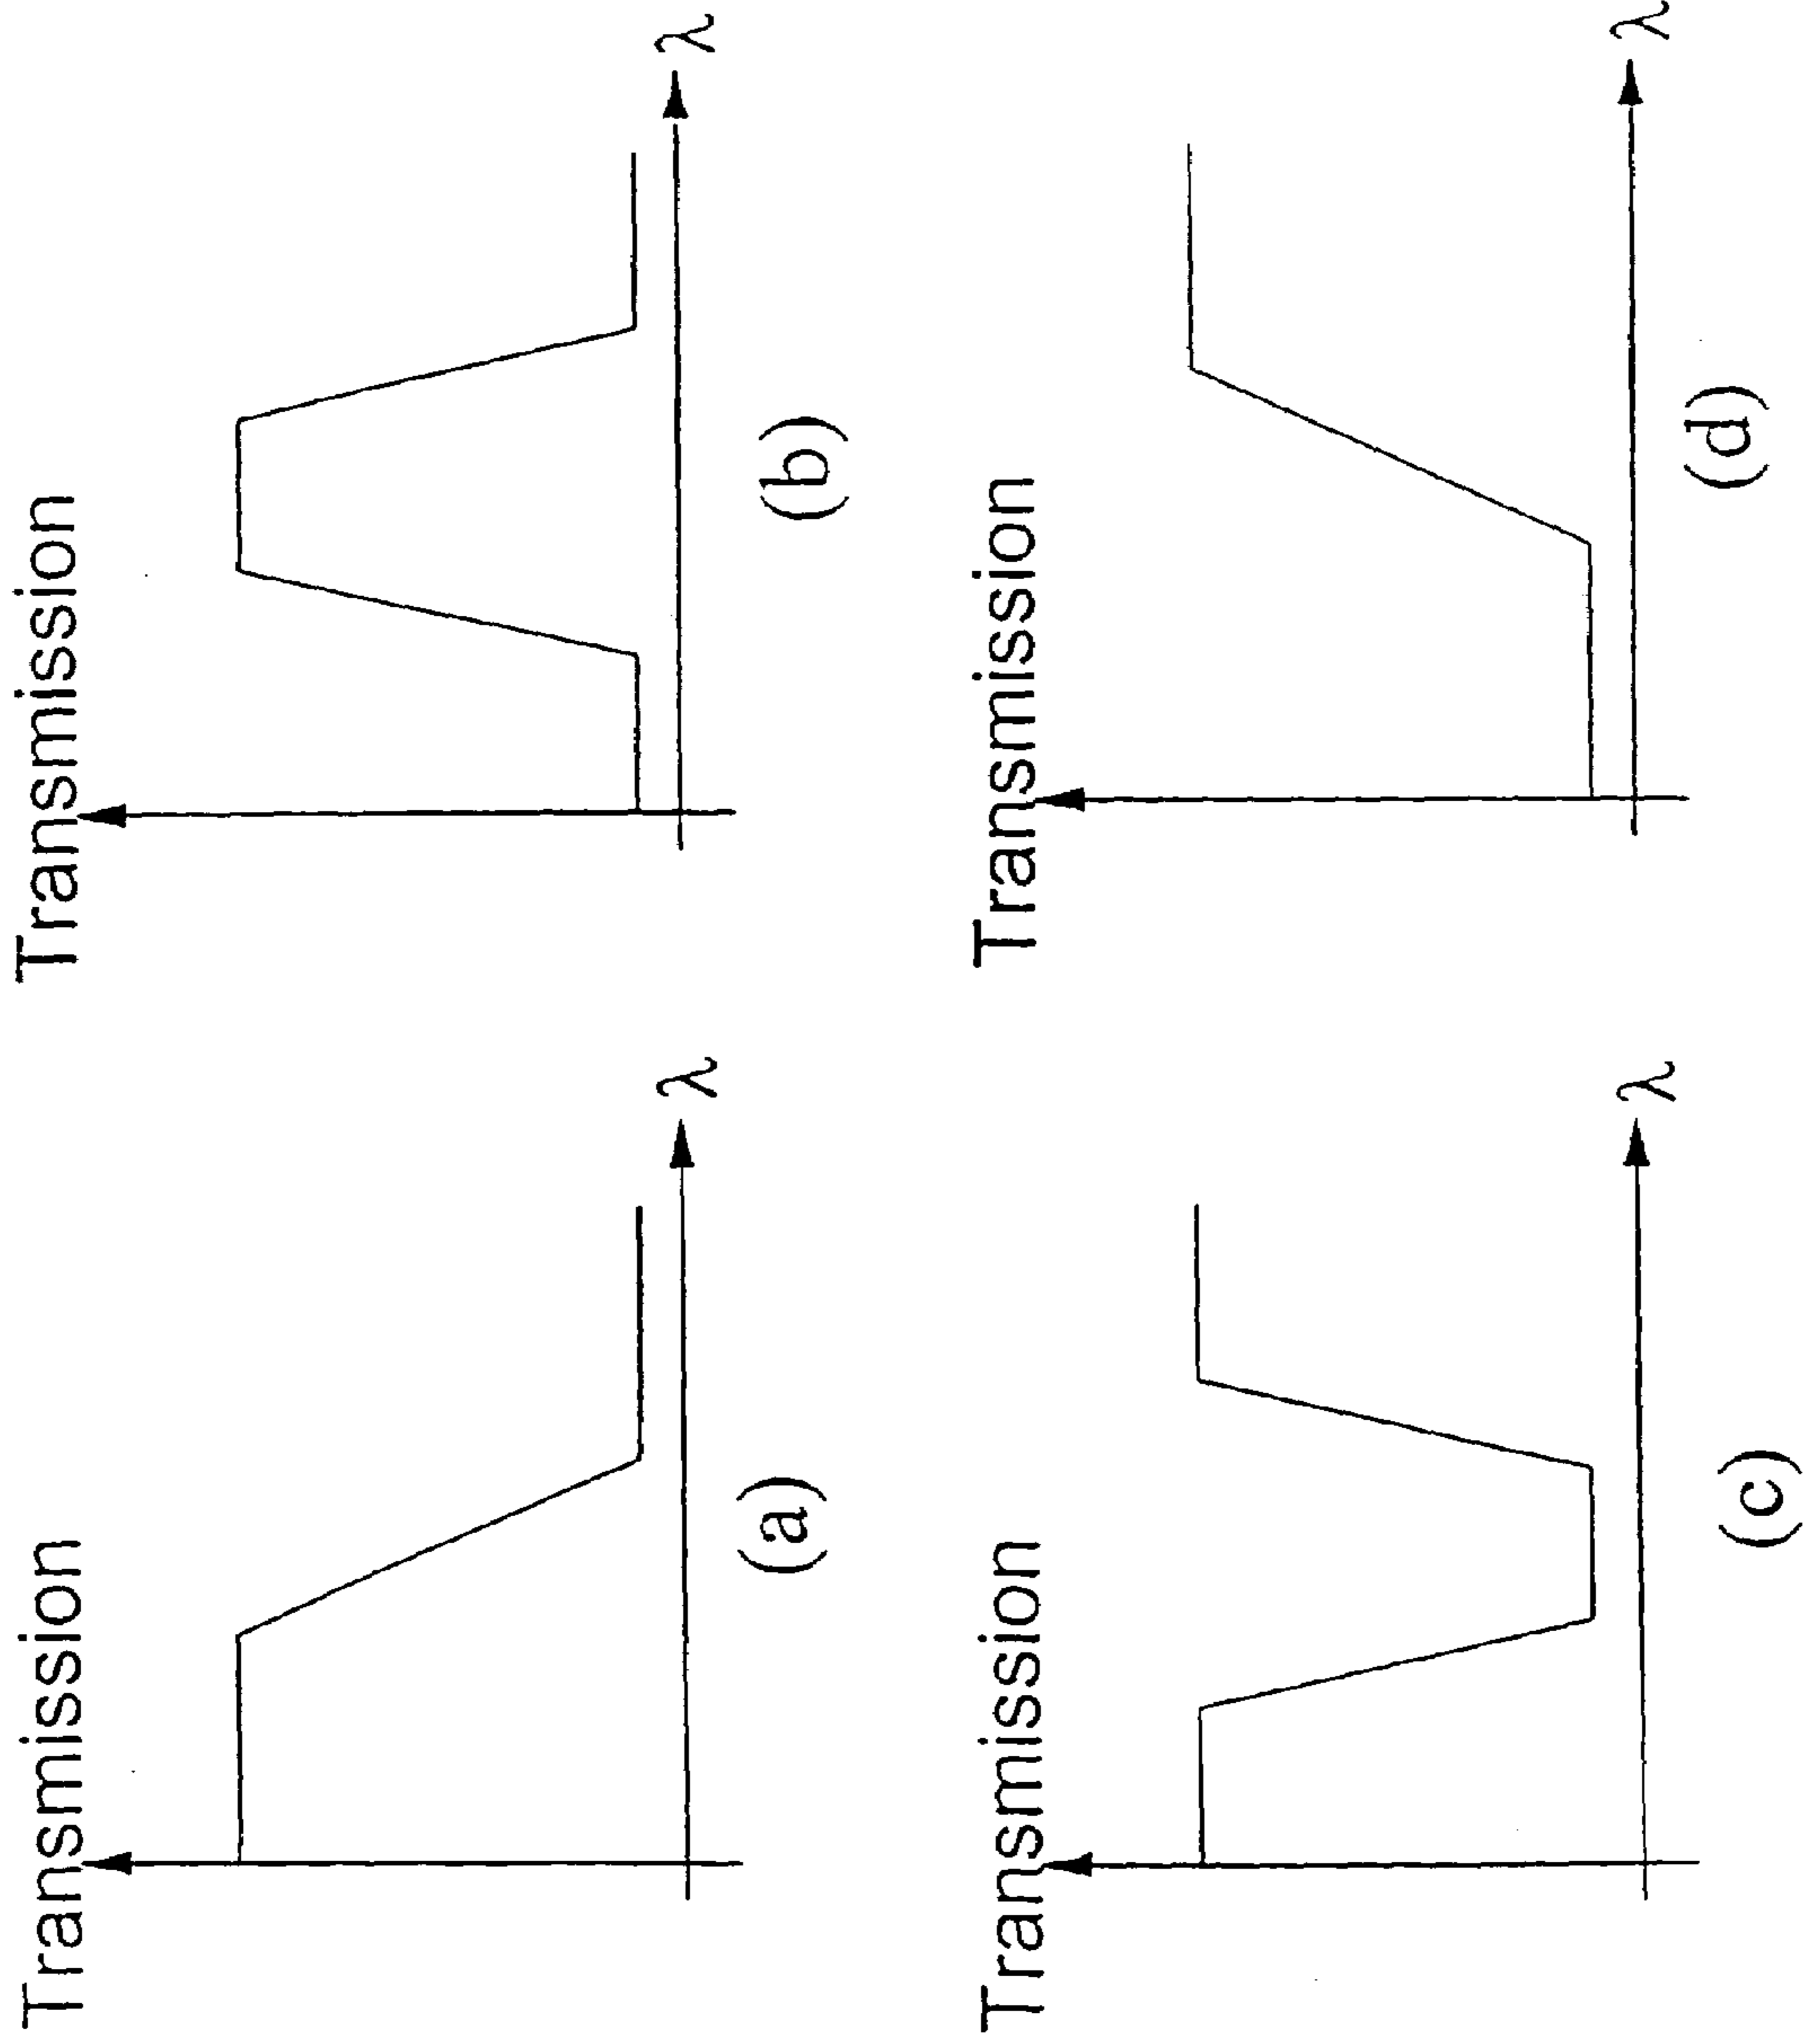 Transmission
λ
(a)
Transmission
λ
(b)
Transmission
λ
(c)
Transmission
λ
(d)